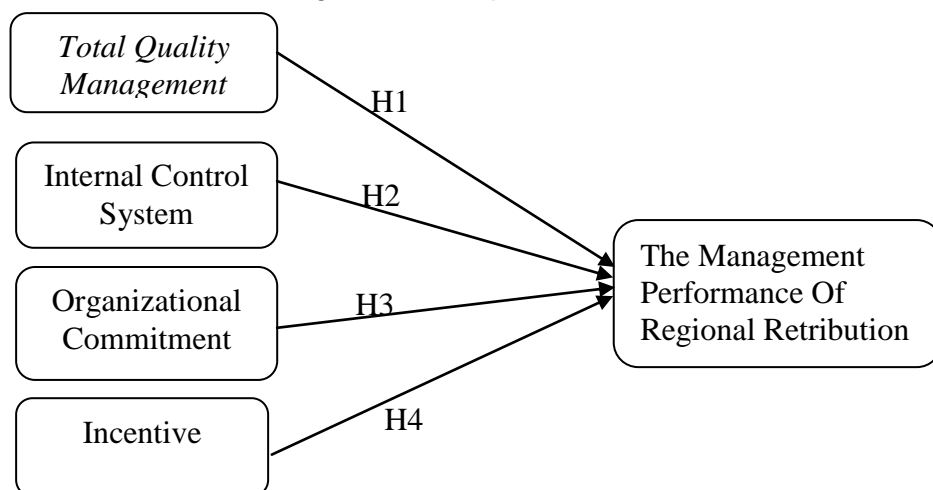 Total Quality
Management
H1
Internal Control
System
H2
The Management
Performance Of
Regional Retribution
Organizational
Commitment
H3
Incentive
H4